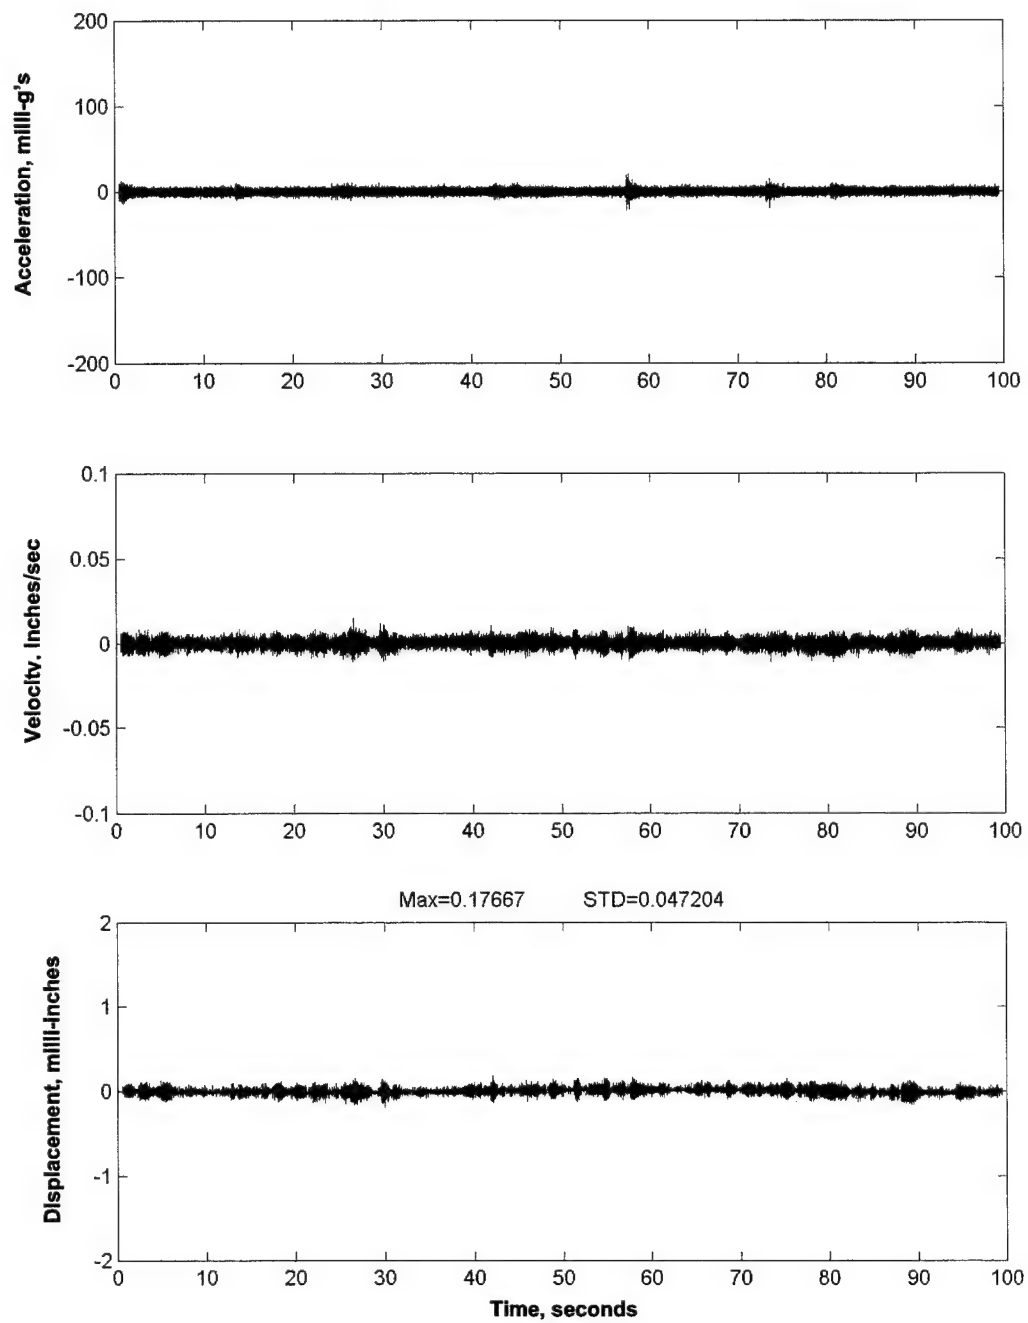 200
100
0
-100
-200
Acceleration, milli-g's
0 10 20 30 40 50 60 70 80 90 100
0.1
0.05
0
-0.05
-0.1
Velocity. Inches/sec
0 10 20 30 40 50 60 70 80 90 100
Max=0.17667 STD=0.047204
2
1
0
-1
-2
Displacement, milli-inches
0 10 20 30 40 50 60 70 80 90 100
Time, seconds